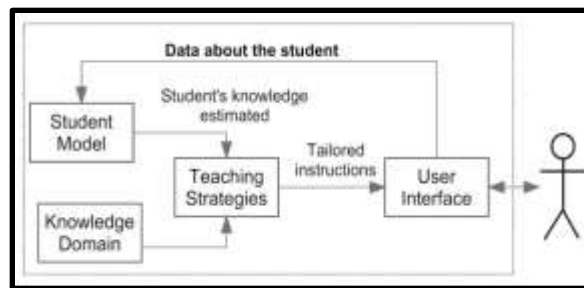 Data about the student
Student's knowledge
estimated
Student
Model
Tailored
instructions
Teaching
Strategies
User
Interface
Knowledge
Domain